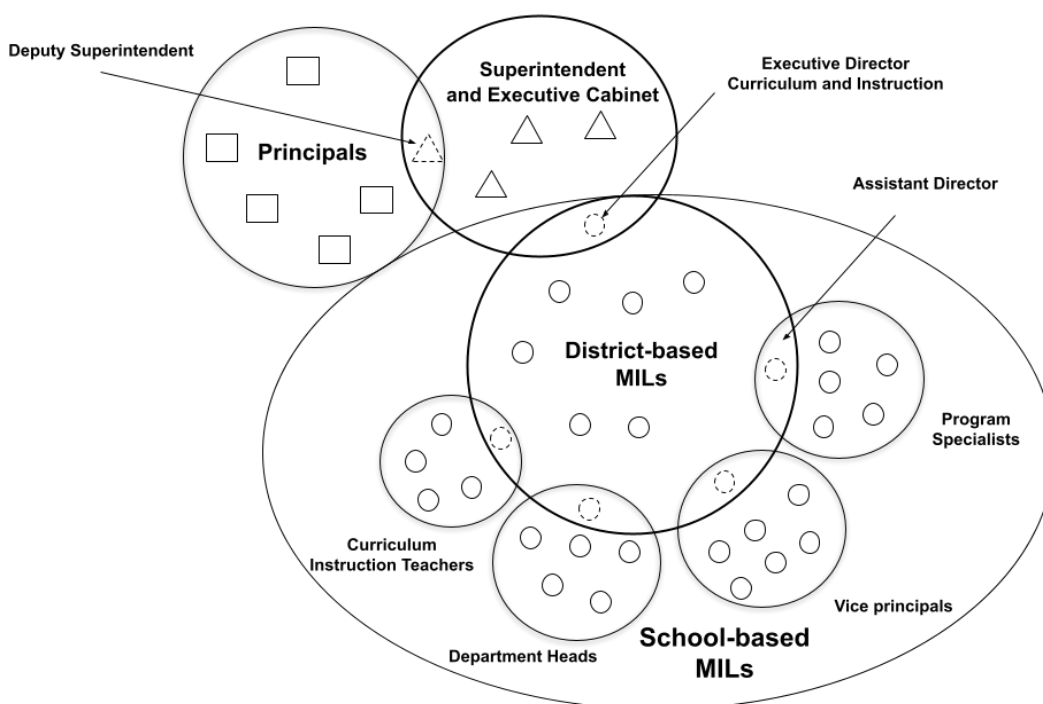 Deputy Superintendent
Superintendent
and Executive Cabinet
Executive Director
Curriculum and Instruction
Principals
Assistant Director
District-based
MILs
Program
Specialists
Curriculum
Instruction Teachers
Vice principals
Department Heads
School-based
MILs